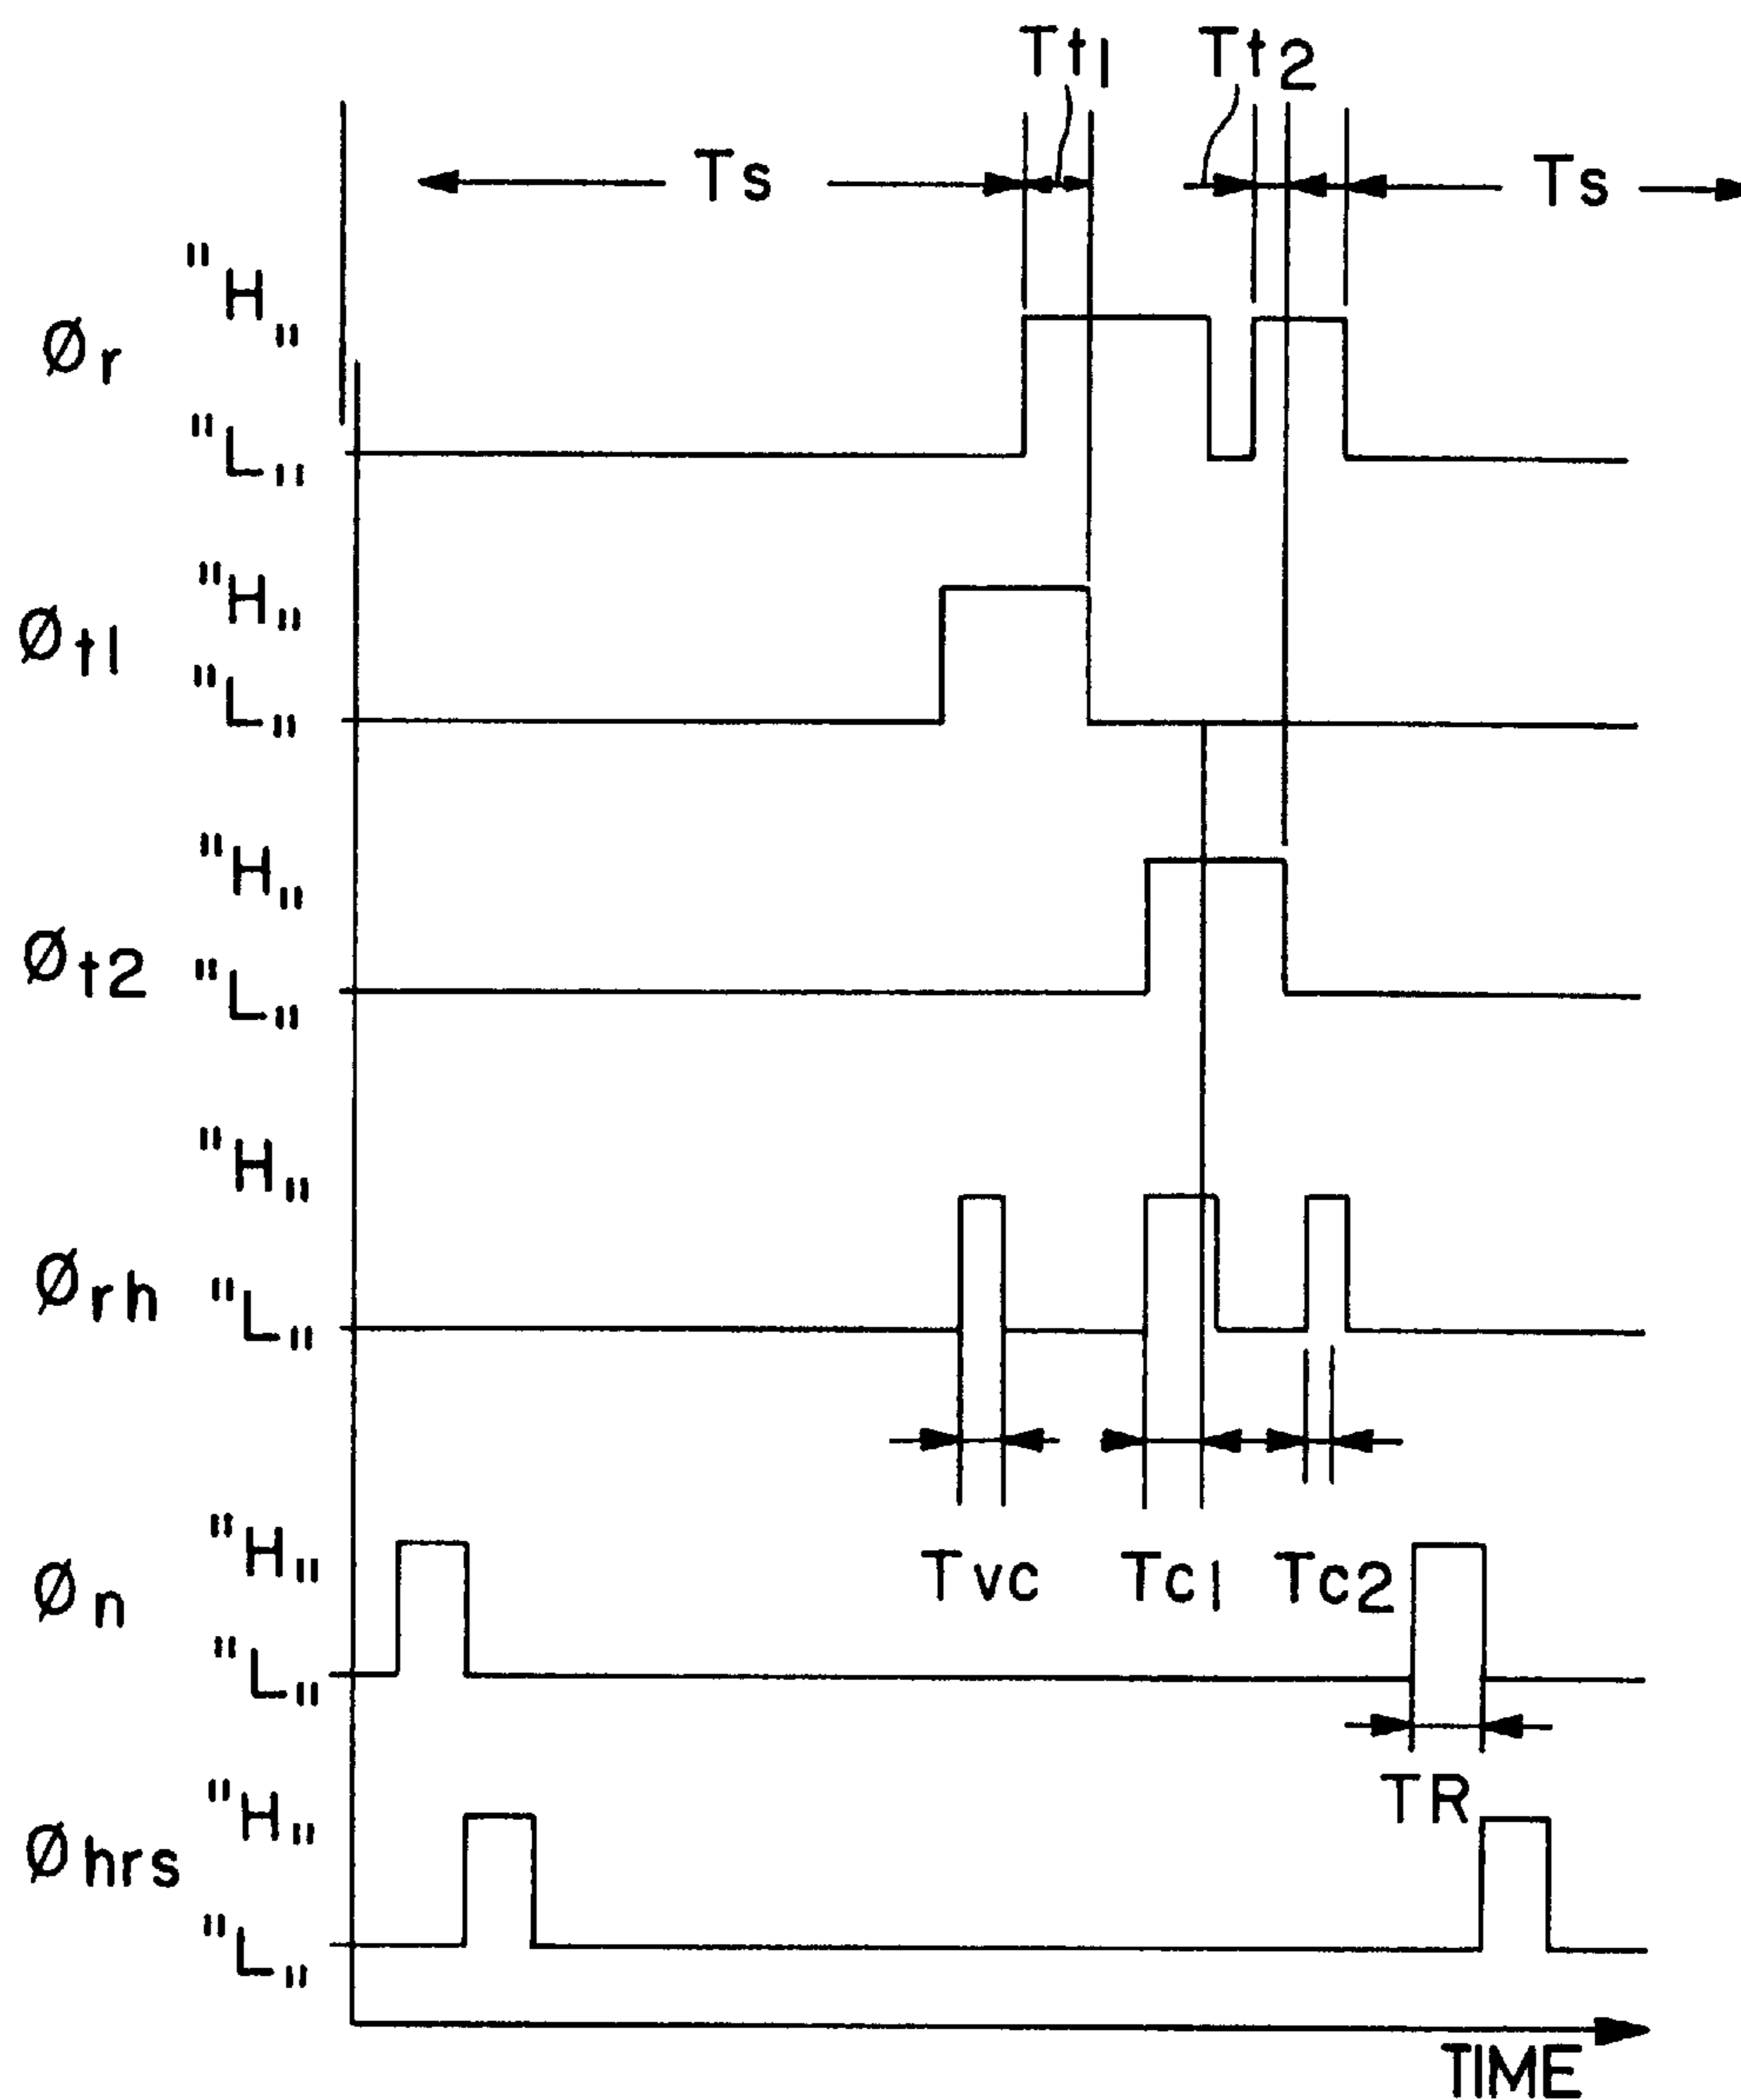 Tt1 Tt2
Ts Ts
Ør "H" "L"
Øt1 "H" "L"
Øt2 "H" "L"
Ørh "H" "L"
Tvc Tc1 Tc2
Øn "H" "L"
TR
Øhrs "H" "L"
TIME